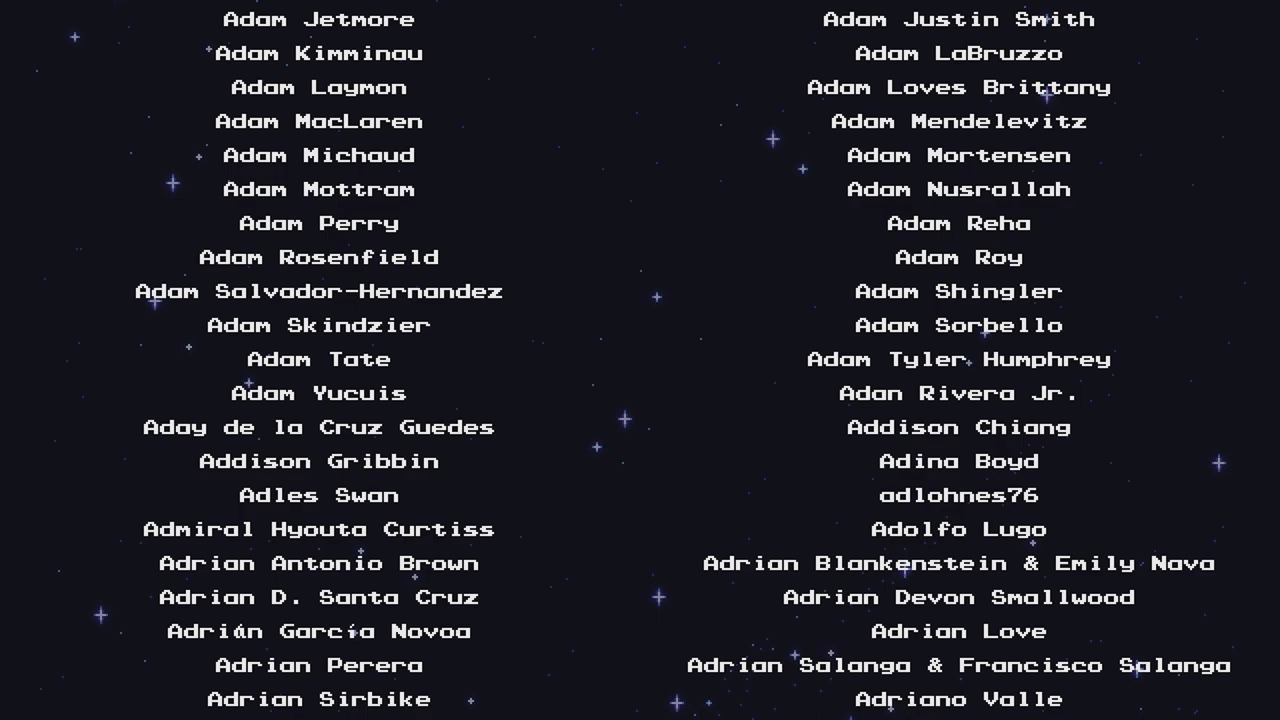 Adam Jetmore
Adam Justin Smith
Adam Kimminau
Adam LaBruzzo
Adam Laymon
Adam Loves Brittany
Adam MacLaren
Adam Mendelevitz
Adam Michaud
Adam Mortensen
Adam Mottram
Adam Nusrallah
Adam Perry
Adam Reha
Adam Rosenfield
Adam Roy
Adam Salvador-Hernandez
Adam Shingler
Adam Skindzier
Adam Sorbello
Adam Tate
Adam Tyler Humphrey
Adam Yucuis
Adan Rivera Jr.
Aday de la Cruz Guedes
Addison Chiang
Addison Gribbin
Adina Boyd
Adles Swan
adlohnes76
Admiral Hyouta Curtiss
Adolfo Lugo
Adrian Antonio Brown
Adrian Blankenstein & Emily Nava
Adrian D. Santa Cruz
Adrian Devon Smallwood
Adrián García Novoa
Adrian Love
Adrian Perera
Adrian Salanga & Francisco Salanga
Adrian Sirbike
Adriano Valle